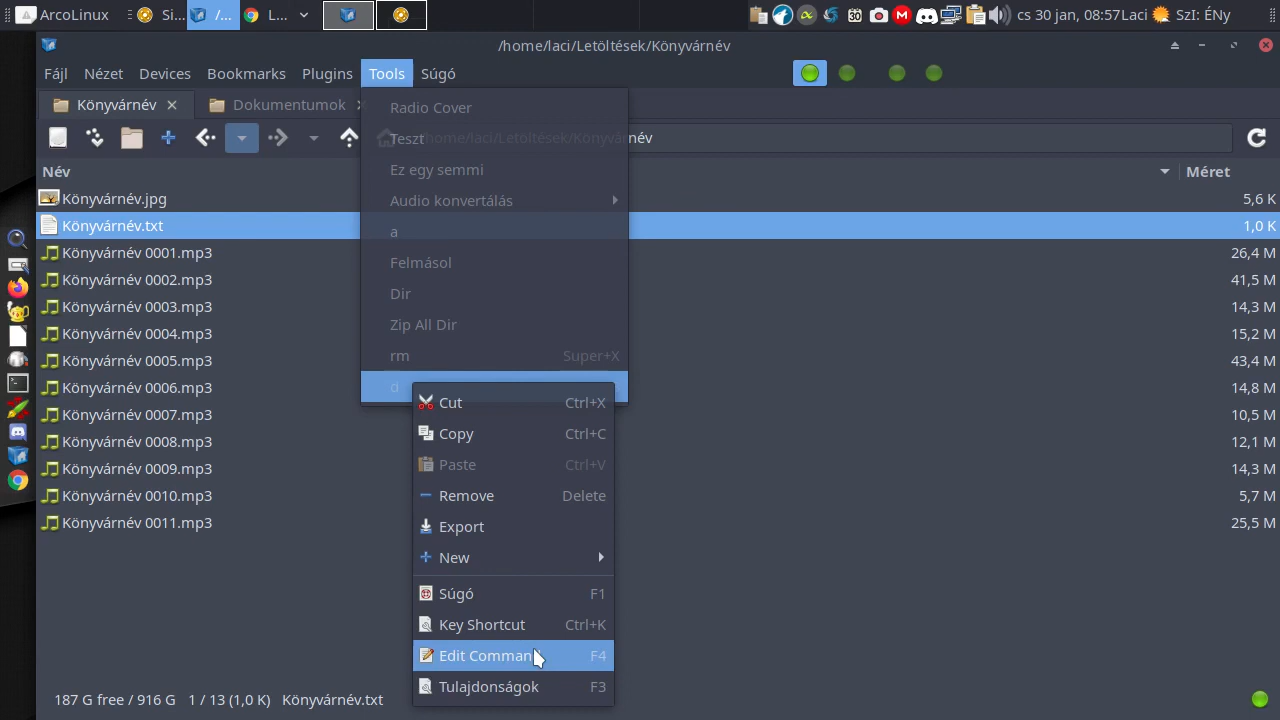 ArcoLinux
Si...
/...
L...
30
cs 30 jan, 08:57
Laci
SzI: ÉNy
/home/laci/Letöltések/Könyvárnév
Fájl
Nézet
Devices
Bookmarks
Plugins
Tools
Súgó
Könyvárnév
Dokumentumok
/home/laci/Letöltések/Könyvárnév
Név
Méret
Könyvárnév.jpg 5,6 K
Könyvárnév.txt 1,0 K
Könyvárnév 0001.mp3 26,4 M
Könyvárnév 0002.mp3 41,5 M
Könyvárnév 0003.mp3 14,3 M
Könyvárnév 0004.mp3 15,2 M
Könyvárnév 0005.mp3 43,4 M
Könyvárnév 0006.mp3 14,8 M
Könyvárnév 0007.mp3 10,5 M
Könyvárnév 0008.mp3 12,1 M
Könyvárnév 0009.mp3 14,3 M
Könyvárnév 0010.mp3 5,7 M
Könyvárnév 0011.mp3 25,5 M
Radio Cover
Teszt
Ez egy semmi
Audio konvertálás
a
Felmásol
Dir
Zip All Dir
rm Super+X
d
Cut Ctrl+X
Copy Ctrl+C
Paste Ctrl+V
Remove Delete
Export
New
Súgó F1
Key Shortcut Ctrl+K
Edit Command F4
Tulajdonságok F3
187 G free / 916 G 1 / 13 (1,0 K) Könyvárnév.txt